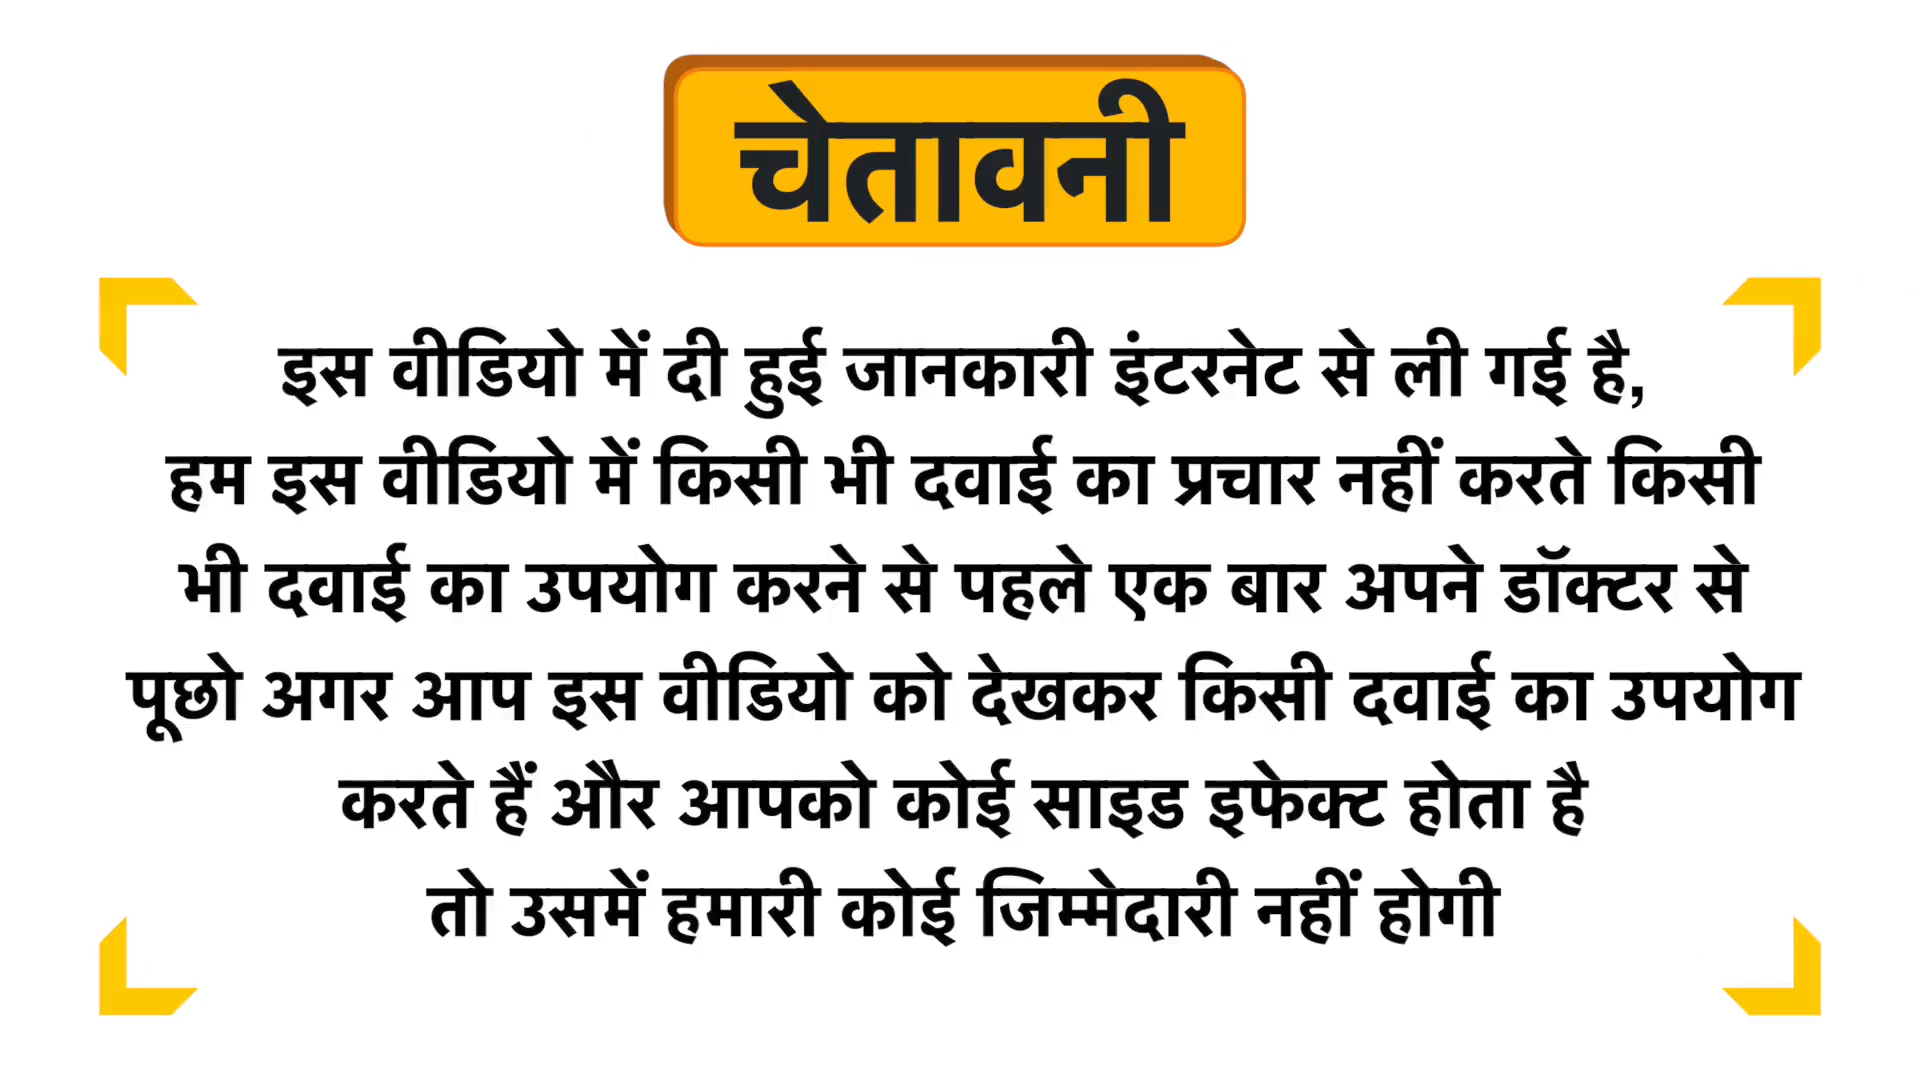 चेतावनी
इस वीडियो में दी हुई जानकारी इंटरनेट से ली गई है,
हम इस वीडियो में किसी भी दवाई का प्रचार नहीं करते किसी
भी दवाई का उपयोग करने से पहले एक बार अपने डॉक्टर से
पूछो अगर आप इस वीडियो को देखकर किसी दवाई का उपयोग
करते हैं और आपको कोई साइड इफेक्ट होता है
तो उसमें हमारी कोई जिम्मेदारी नहीं होगी